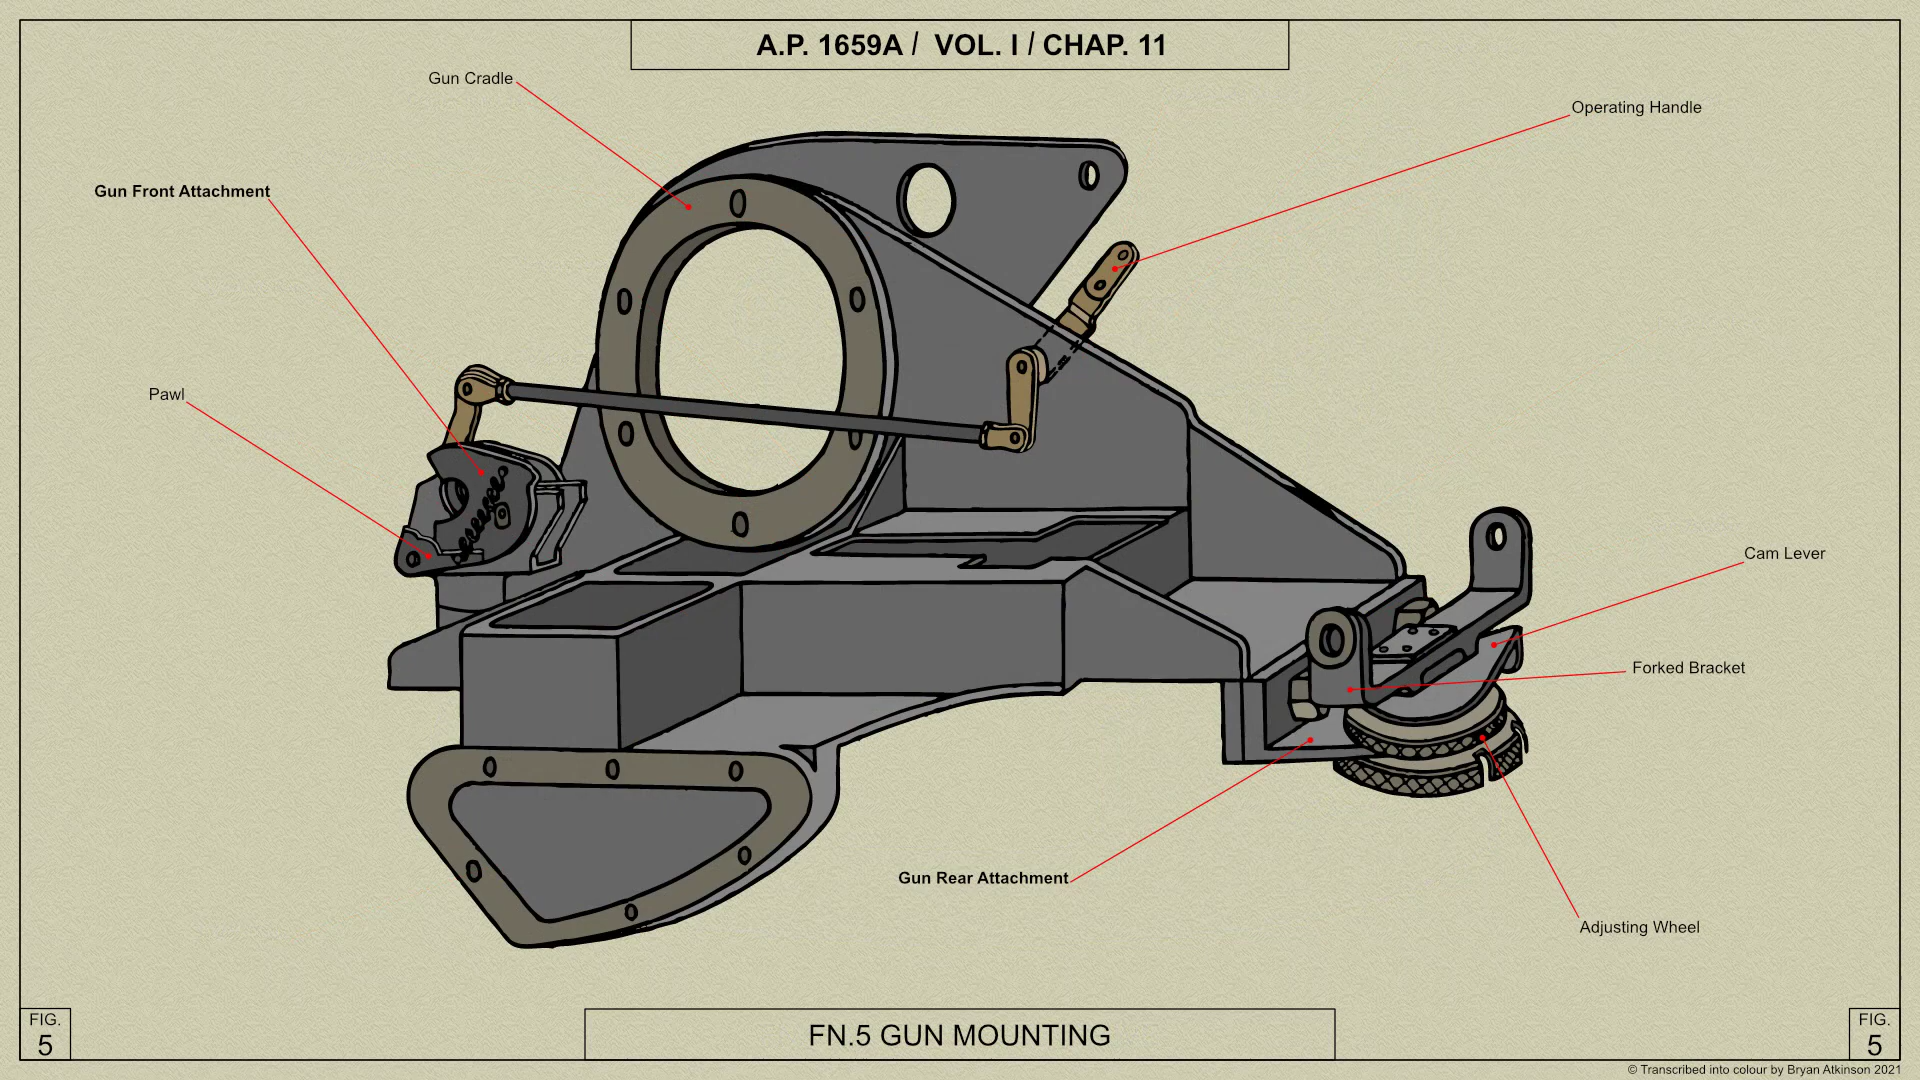 A.P. 1659A / VOL. I / CHAP. 11
Gun Cradle
Operating Handle
Gun Front Attachment
Pawl
Cam Lever
Forked Bracket
Gun Rear Attachment
Adjusting Wheel
FIG.
5
FN.5 GUN MOUNTING
FIG.
5
© Transcribed into colour by Bryan Atkinson 2021